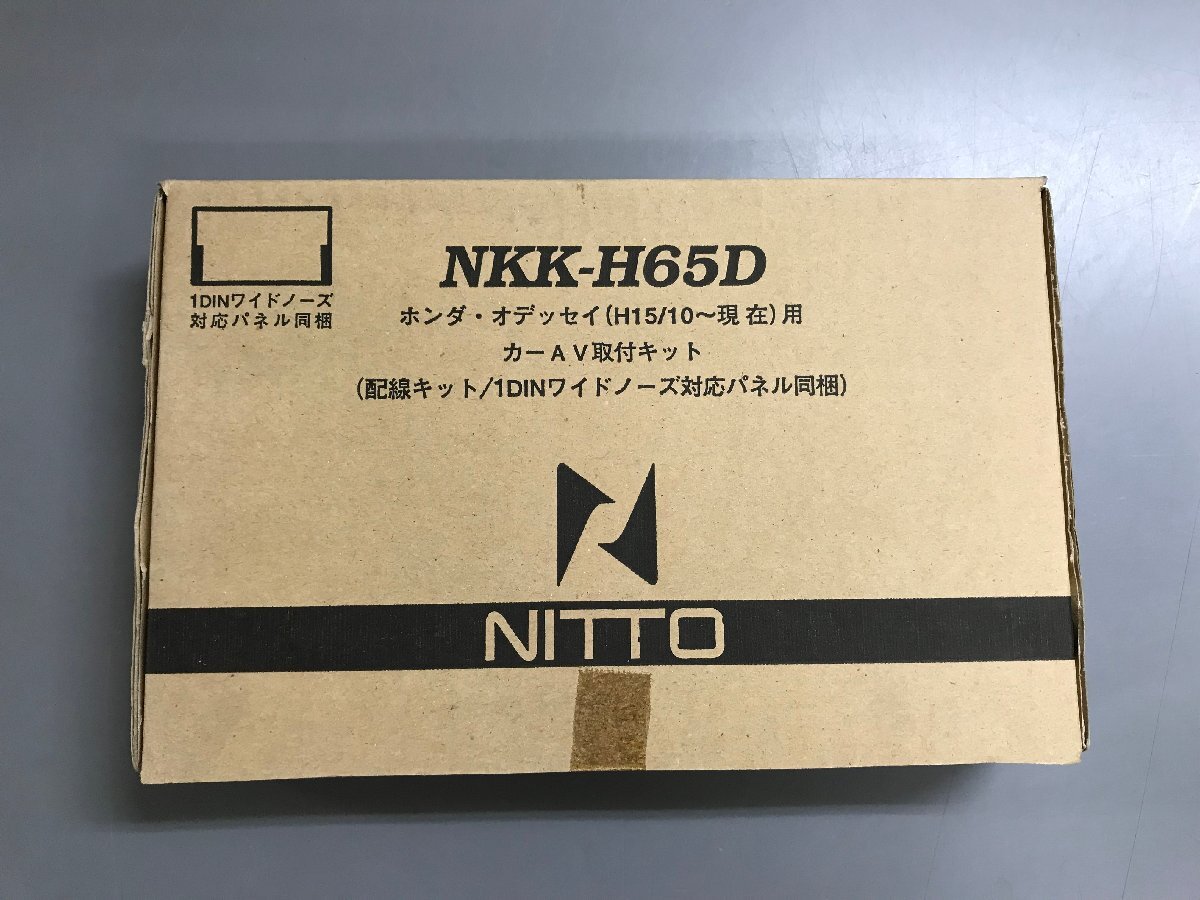 1DINワイドノーズ
対応パネル同梱
NKK-H65D
ホンダ・オデッセイ(H15/10～現在)用
カーAV取付キット
(配線キット/1DINワイドノーズ対応パネル同梱)
NITTO